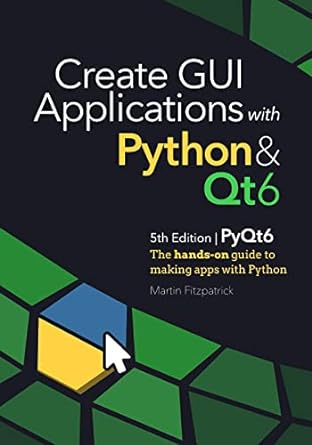 Create GUI
Applications with
Python &
Qt6
5th Edition | PyQt6
The hands-on guide to
making apps with Python
Martin Fitzpatrick